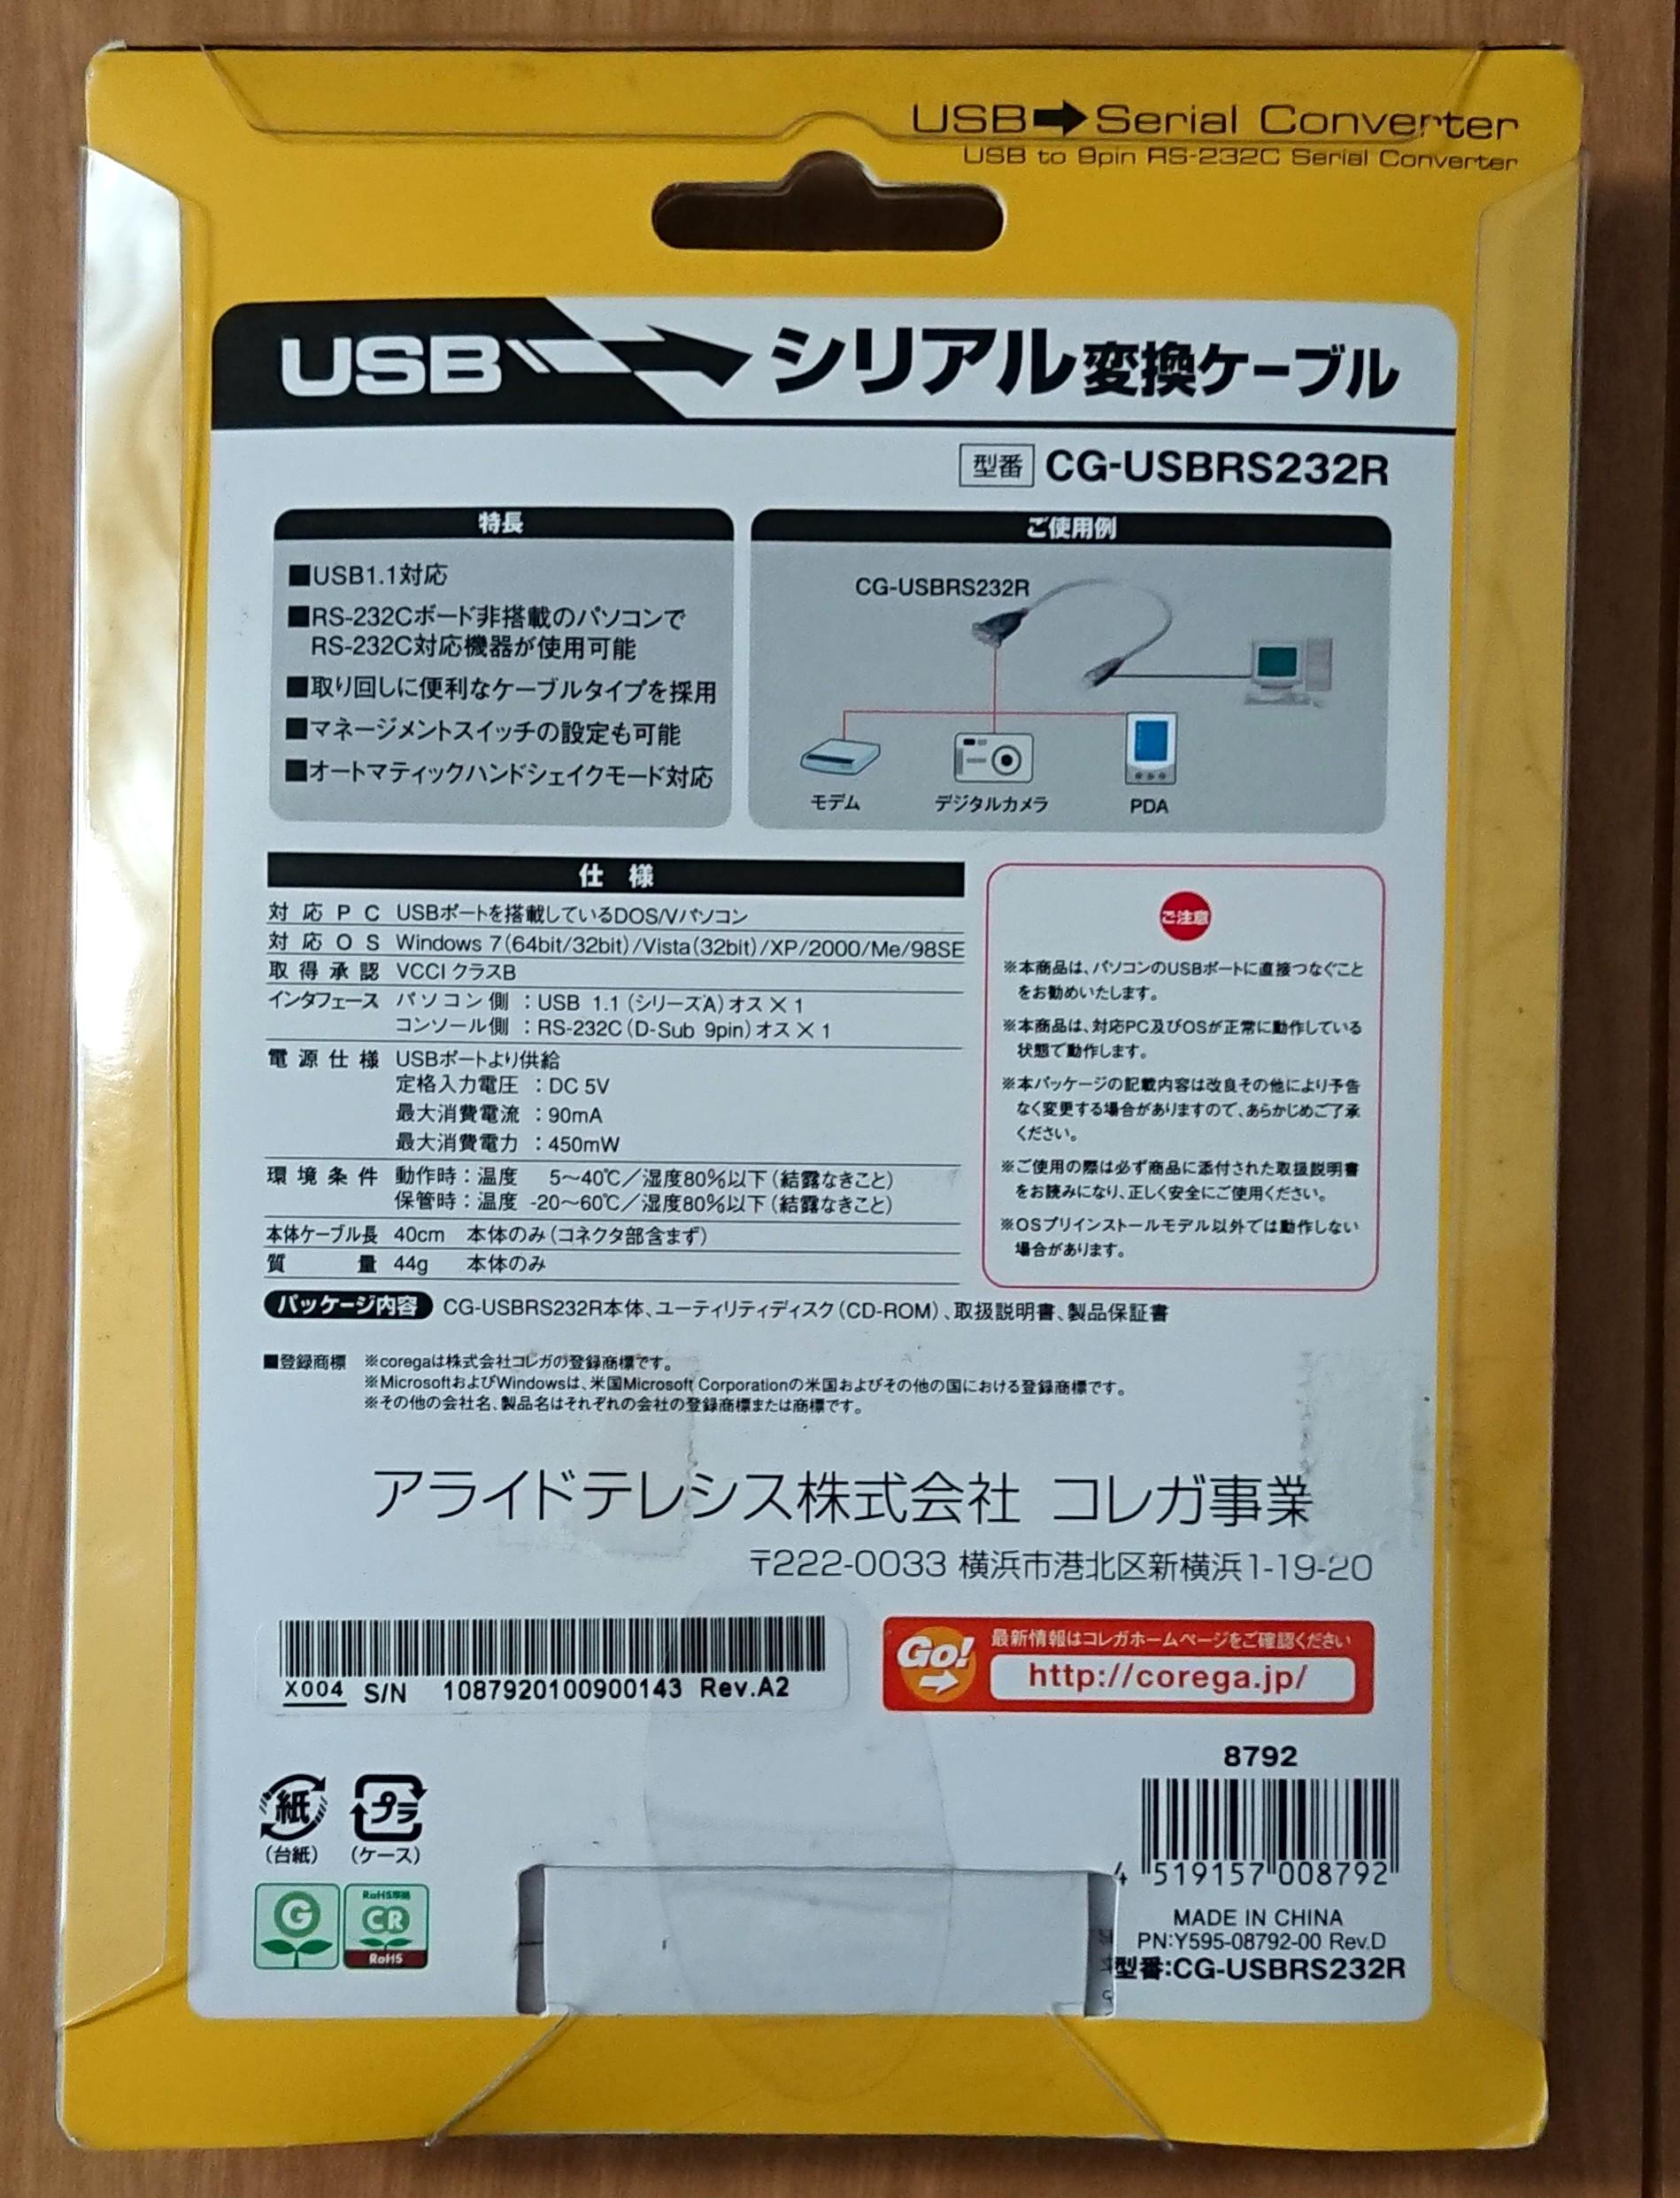 USB➡Serial Converter
USB to 9pin RS-232C Serial Converter
USB シリアル変換ケーブル
型番 CG-USBRS232R
特長
■USB1.1対応
■RS-232Cボード非搭載のパソコンで
RS-232C対応機器が使用可能
■取り回しに便利なケーブルタイプを採用
■マネージメントスイッチの設定も可能
■オートマティックハンドシェイクモード対応
ご使用例
CG-USBRS232R
モデム デジタルカメラ PDA
仕様
対応PC USBポートを搭載しているDOS/Vパソコン
対応OS Windows 7(64bit/32bit)/Vista(32bit)/XP/2000/Me/98SE
取得承認 VCCI クラスB
インタフェース パソコン側:USB 1.1(シリーズA)オス×1
コンソール側:RS-232C(D-Sub 9pin)オス×1
電源仕様 USBポートより供給
定格入力電圧:DC 5V
最大消費電流:90mA
最大消費電力:450mW
環境条件 動作時:温度 5〜40℃/湿度80%以下(結露なきこと)
保管時:温度 -20〜60℃/湿度80%以下(結露なきこと)
本体ケーブル長 40cm 本体のみ(コネクタ部含まず)
質量 44g 本体のみ
ご注意
※本商品は、パソコンのUSBポートに直接つなぐこと
をお勧めいたします。
※本商品は、対応PC及びOSが正常に動作している
状態で動作します。
※本パッケージの記載内容は改良その他により予告
なく変更する場合がありますので、あらかじめご了承
ください。
※ご使用の際は必ず商品に添付された取扱説明書
をお読みになり、正しく安全にご使用ください。
※OSプリインストールモデル以外では動作しない
場合があります。
パッケージ内容 CG-USBRS232R本体、ユーティリティディスク(CD-ROM)、取扱説明書、製品保証書
■登録商標 ※coregaは株式会社コレガの登録商標です。
※MicrosoftおよびWindowsは、米国Microsoft Corporationの米国およびその他の国における登録商標です。
※その他の会社名、製品名はそれぞれの会社の登録商標または商標です。
アライドテレシス株式会社 コレガ事業
〒222-0033 横浜市港北区新横浜1-19-20
X004 S/N 1087920100900143 Rev.A2
Go! 最新情報はコレガホームページをご確認ください
http://corega.jp/
紙 プラ
(台紙) (ケース)
G
RoHS準拠
CR
RoHS
8792
4 519157 008792
MADE IN CHINA
PN:Y595-08792-00 Rev.D
型番:CG-USBRS232R